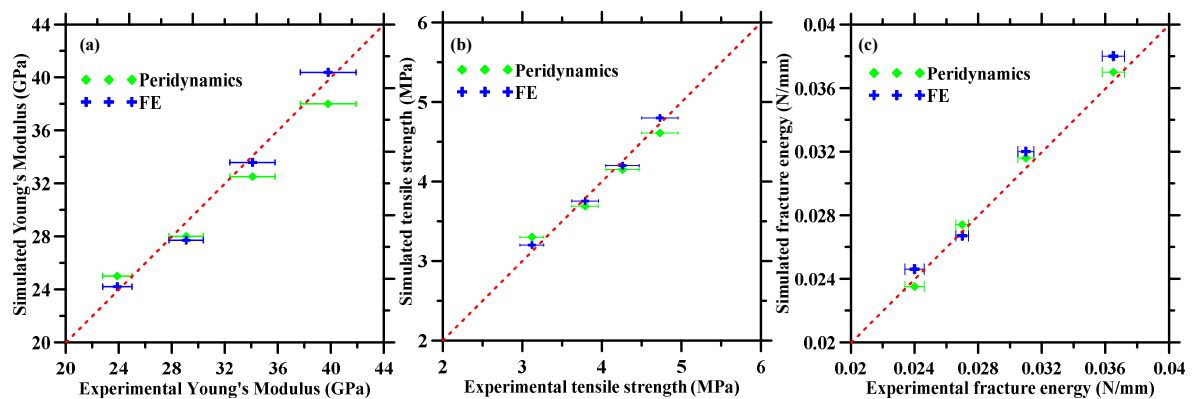 (a)
Peridynamics
FE
44
40
36
32
28
24
20
20 24 28 32 36 40 44
Simulated Young's Modulus (GPa)
Experimental Young's Modulus (GPa)
(b)
Peridynamics
FE
6
5
4
3
2
2 3 4 5 6
Simulated tensile strength (MPa)
Experimental tensile strength (MPa)
(c)
Peridynamics
FE
0.04
0.036
0.032
0.028
0.024
0.02
0.02 0.024 0.028 0.032 0.036 0.04
Simulated fracture energy (N/mm)
Experimental fracture energy (N/mm)